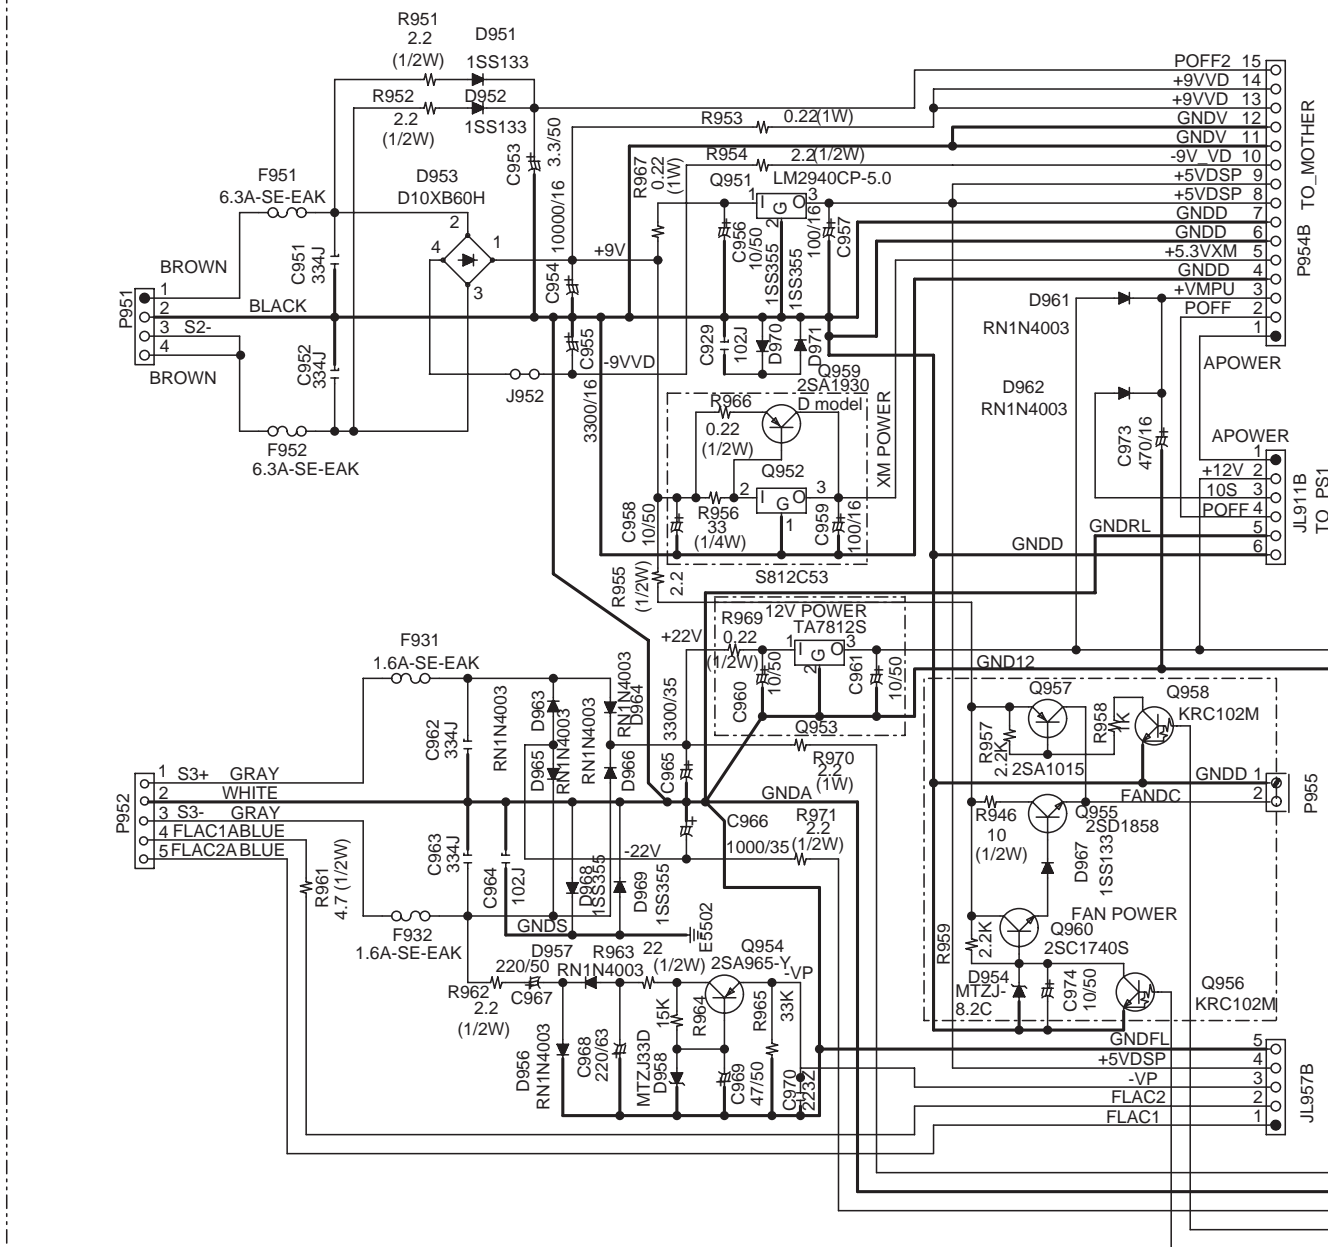 R951
2.2
(1/2W)
D951
1SS133
R952
2.2
(1/2W)
D952
1SS133
C953
3.3/50
R953
0.22(1W)
R954
2.2(1/2W)
R967
0.22
(1W)
Q951
LM2940CP-5.0
1
I
G
O
3
2
C956
10/50
100/16
C957
1SS355
1SS355
F951
6.3A-SE-EAK
D953
D10XB60H
2
4
1
3
+9V
10000/16
C954
C955
-9VVD
3300/16
J952
BROWN
C951
334J
P951
1
2
BLACK
3
S2-
4
BROWN
C952
334J
F952
6.3A-SE-EAK
C929
102J
D970
D971
Q959
2SA1930
D model
R966
0.22
(1/2W)
XM POWER
Q952
2
I
G
O
3
1
R956
33
(1/4W)
C958
10/50
C959
100/16
S812C53
R955
(1/2W)
2.2
POFF2 15
+9VVD 14
+9VVD 13
GNDV 12
GNDV 11
-9V_VD 10
+5VDSP 9
+5VDSP 8
GNDD 7
GNDD 6
+5.3VXM 5
GNDD 4
+VMPU 3
POFF 2
1
P954B TO_MOTHER
APOWER
D961
RN1N4003
D962
RN1N4003
C973
470/16
APOWER
1
+12V 2
10S 3
POFF 4
5
6
JL911B
TO_PS1
GNDRL
GNDD
12V POWER
TA7812S
R969
0.22
(1/2W)
1
I
G
O
3
2
C960
10/50
C961
10/50
+22V
GND12
F931
1.6A-SE-EAK
C962
334J
RN1N4003
D963
D965
RN1N4003
RN1N4003
RN1N4003
D964
D966
3300/35
C965
Q953
R970
2.2
(1W)
P952
1 S3+ GRAY
2 WHITE
3 S3- GRAY
4 FLAC1A BLUE
5 FLAC2A BLUE
R961
4.7 (1/2W)
C963
334J
C964
102J
D968
1SS355
D969
1SS355
-22V
GNDA
C966
1000/35
R971
2.2
(1/2W)
F932
1.6A-SE-EAK
GNDS
E5502
Q957
2SA1015
R957
2.2K
R958
1K
Q958
KRC102M
GNDD 1
FANDC 2
P955
R946
10
(1/2W)
Q955
2SD1858
D967
1SS133
FAN POWER
Q960
2SC1740S
R959
2.2K
D954
MTZJ-
8.2C
C974
10/50
Q956
KRC102M
R962
2.2
(1/2W)
220/50
C967
D957
RN1N4003
R963
22
(1/2W)
Q954
2SA965-Y
-VP
D956
RN1N4003
C968
220/63
MTZJ33D
D958
15K
R964
C969
47/50
R965
33K
C970
223Z
GNDFL 5
+5VDSP 4
-VP 3
FLAC2 2
FLAC1 1
JL957B